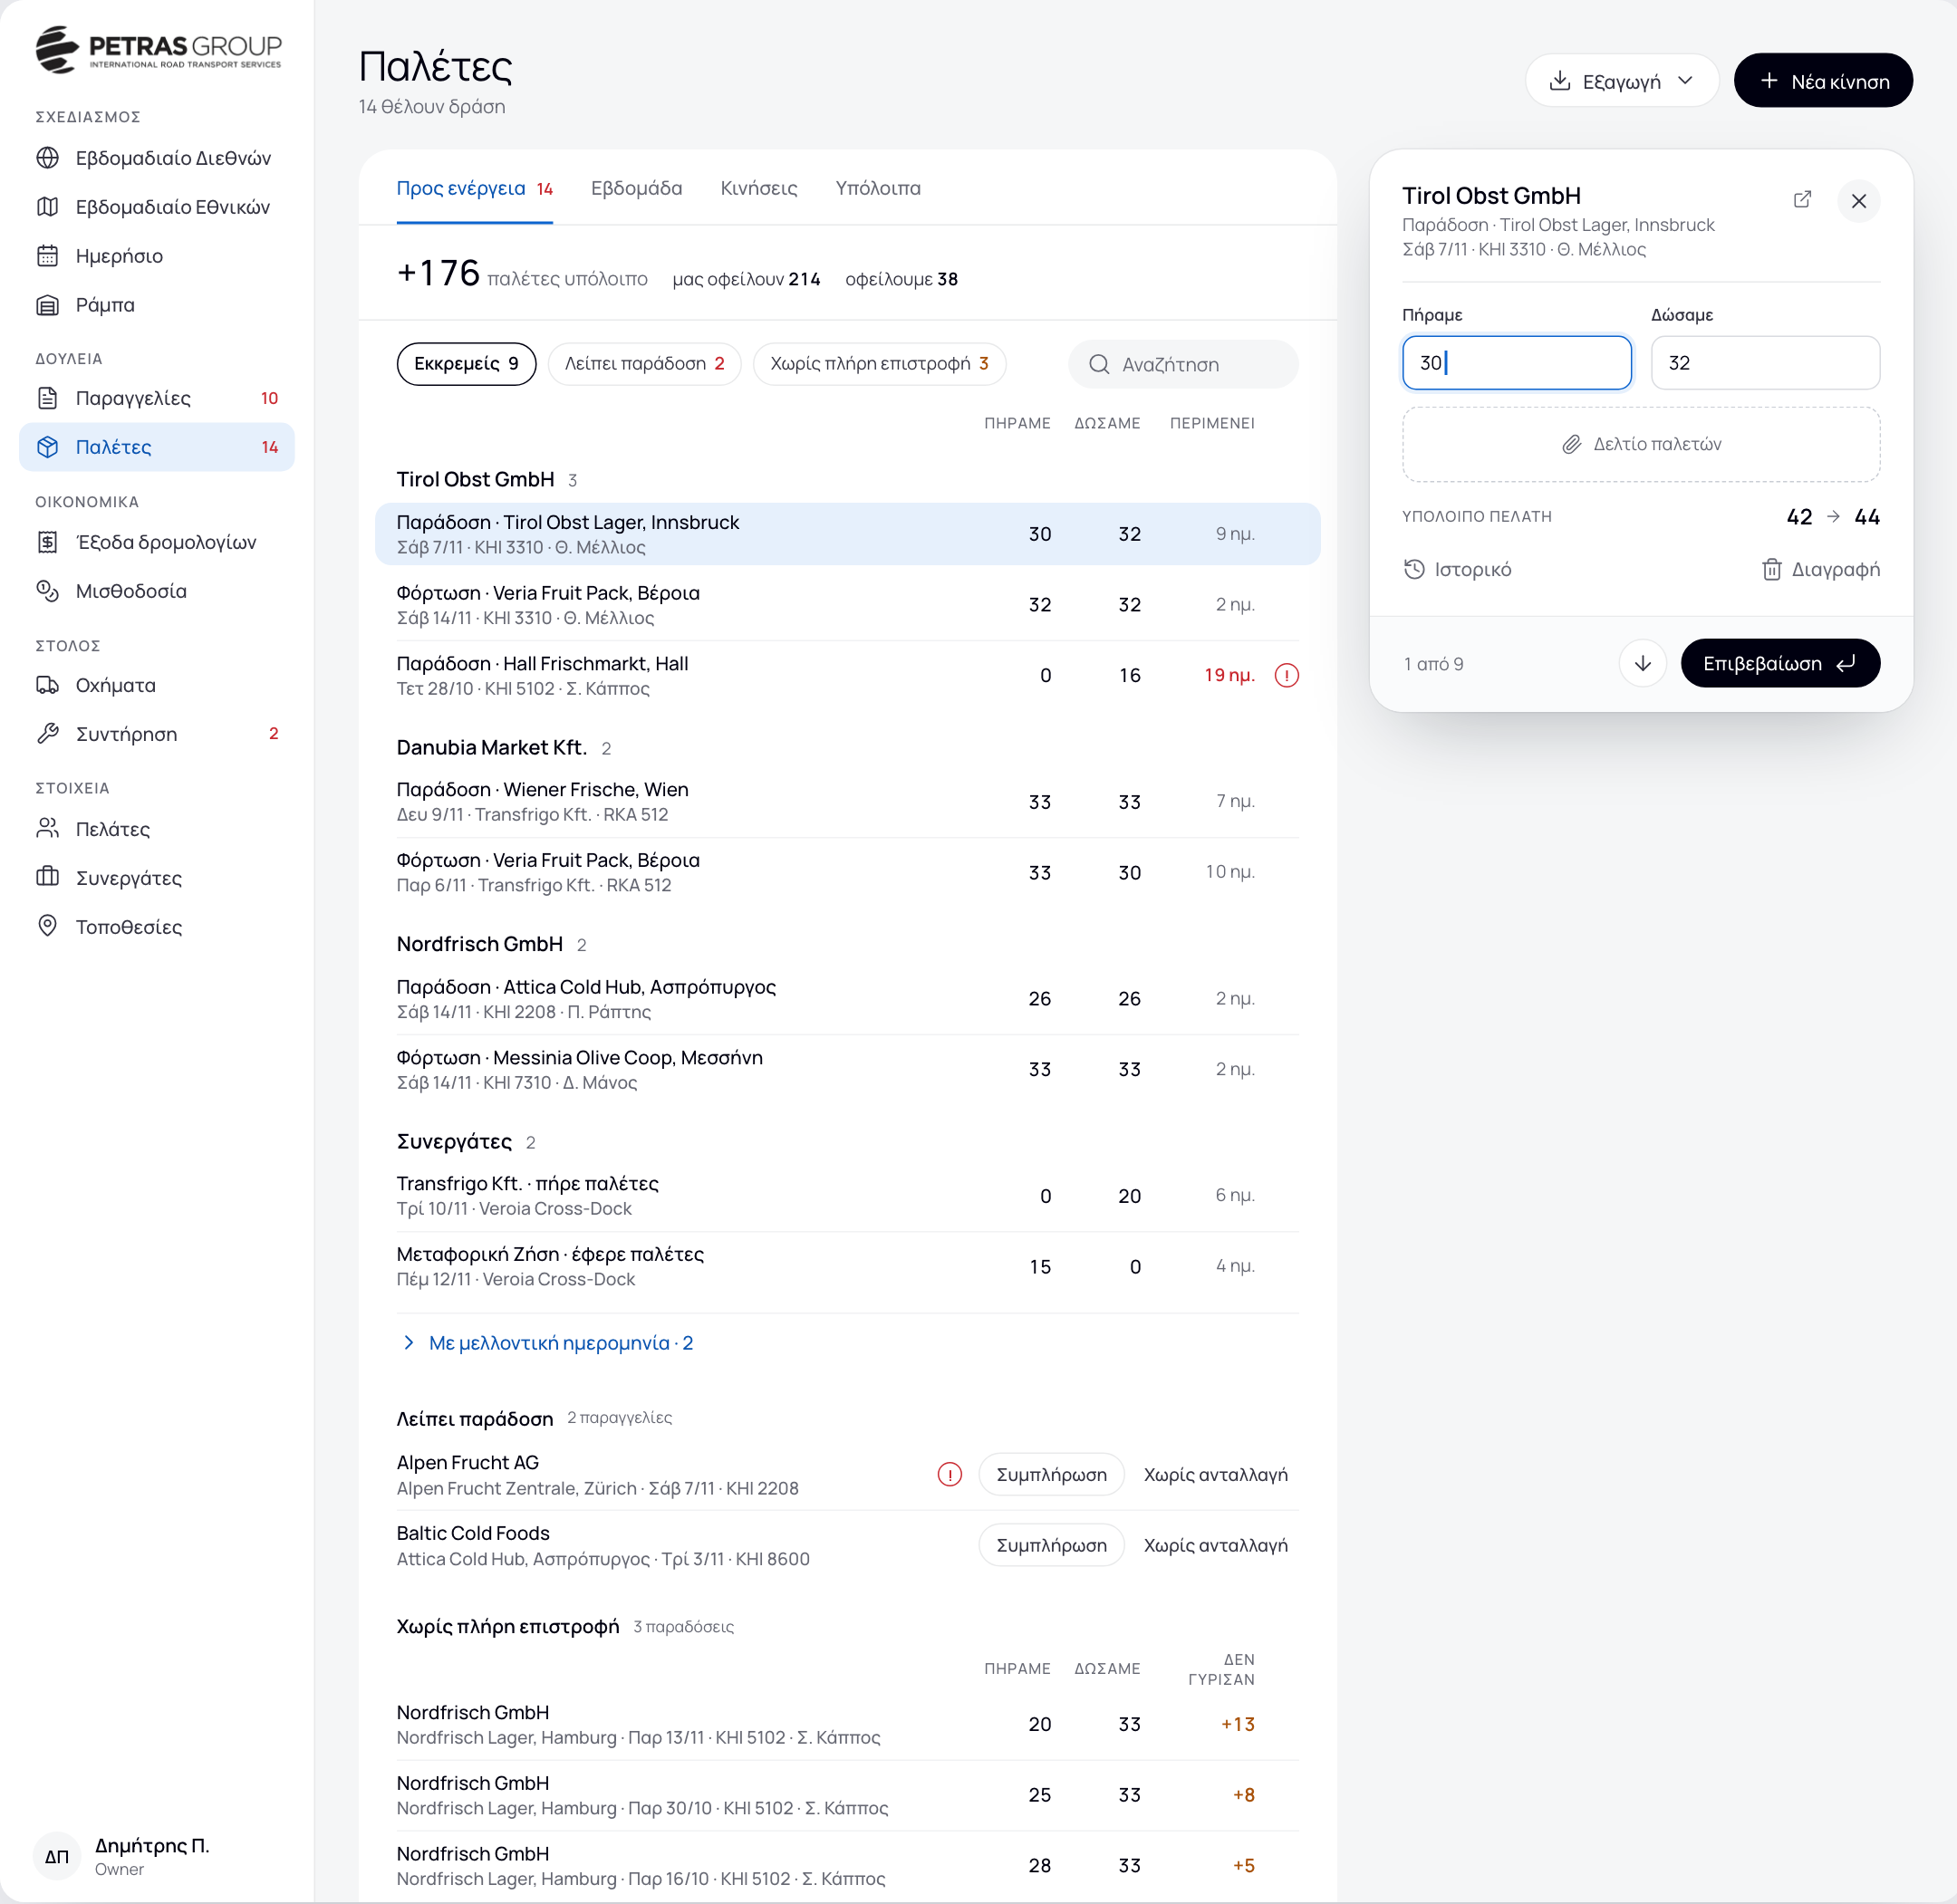 PETRAS GROUP
INTERNATIONAL ROAD TRANSPORT SERVICES
ΣΧΕΔΙΑΣΜΟΣ
Εβδομαδιαίο Διεθνών
Εβδομαδιαίο Εθνικών
Ημερήσιο
Ράμπα
ΔΟΥΛΕΙΑ
Παραγγελίες 10
Παλέτες 14
ΟΙΚΟΝΟΜΙΚΑ
Έξοδα δρομολογίων
Μισθοδοσία
ΣΤΟΛΟΣ
Οχήματα
Συντήρηση 2
ΣΤΟΙΧΕΙΑ
Πελάτες
Συνεργάτες
Τοποθεσίες
ΔΠ
Δημήτρης Π.
Owner
Παλέτες
14 θέλουν δράση
Εξαγωγή
Νέα κίνηση
Προς ενέργεια 14 Εβδομάδα Κινήσεις Υπόλοιπα
+176 παλέτες υπόλοιπο μας οφείλουν 214 οφείλουμε 38
Εκκρεμείς 9 Λείπει παράδοση 2 Χωρίς πλήρη επιστροφή 3 Αναζήτηση
ΠΗΡΑΜΕ ΔΩΣΑΜΕ ΠΕΡΙΜΕΝΕΙ
Tirol Obst GmbH 3
Παράδοση · Tirol Obst Lager, Innsbruck 30 32 9 ημ.
Σάβ 7/11 · ΚΗΙ 3310 · Θ. Μέλλιος
Φόρτωση · Veria Fruit Pack, Βέροια 32 32 2 ημ.
Σάβ 14/11 · ΚΗΙ 3310 · Θ. Μέλλιος
Παράδοση · Hall Frischmarkt, Hall 0 16 19 ημ.
Τετ 28/10 · ΚΗΙ 5102 · Σ. Κάππος
Danubia Market Kft. 2
Παράδοση · Wiener Frische, Wien 33 33 7 ημ.
Δευ 9/11 · Transfrigo Kft. · RKA 512
Φόρτωση · Veria Fruit Pack, Βέροια 33 30 10 ημ.
Παρ 6/11 · Transfrigo Kft. · RKA 512
Nordfrisch GmbH 2
Παράδοση · Attica Cold Hub, Ασπρόπυργος 26 26 2 ημ.
Σάβ 14/11 · ΚΗΙ 2208 · Π. Ράπτης
Φόρτωση · Messinia Olive Coop, Μεσσήνη 33 33 2 ημ.
Σάβ 14/11 · ΚΗΙ 7310 · Δ. Μάνος
Συνεργάτες 2
Transfrigo Kft. · πήρε παλέτες 0 20 6 ημ.
Τρί 10/11 · Veroia Cross-Dock
Μεταφορική Ζήση · έφερε παλέτες 15 0 4 ημ.
Πέμ 12/11 · Veroia Cross-Dock
Με μελλοντική ημερομηνία · 2
Λείπει παράδοση 2 παραγγελίες
Alpen Frucht AG Συμπλήρωση Χωρίς ανταλλαγή
Alpen Frucht Zentrale, Zürich · Σάβ 7/11 · ΚΗΙ 2208
Baltic Cold Foods Συμπλήρωση Χωρίς ανταλλαγή
Attica Cold Hub, Ασπρόπυργος · Τρί 3/11 · ΚΗΙ 8600
Χωρίς πλήρη επιστροφή 3 παραδόσεις
ΠΗΡΑΜΕ ΔΩΣΑΜΕ ΔΕΝ ΓΥΡΙΣΑΝ
Nordfrisch GmbH 20 33 +13
Nordfrisch Lager, Hamburg · Παρ 13/11 · ΚΗΙ 5102 · Σ. Κάππος
Nordfrisch GmbH 25 33 +8
Nordfrisch Lager, Hamburg · Παρ 30/10 · ΚΗΙ 5102 · Σ. Κάππος
Nordfrisch GmbH 28 33 +5
Nordfrisch Lager, Hamburg · Παρ 16/10 · ΚΗΙ 5102 · Σ. Κάππος
Tirol Obst GmbH
Παράδοση · Tirol Obst Lager, Innsbruck
Σάβ 7/11 · ΚΗΙ 3310 · Θ. Μέλλιος
Πήραμε Δώσαμε
30 32
Δελτίο παλετών
ΥΠΟΛΟΙΠΟ ΠΕΛΑΤΗ 42 → 44
Ιστορικό Διαγραφή
1 από 9 Επιβεβαίωση